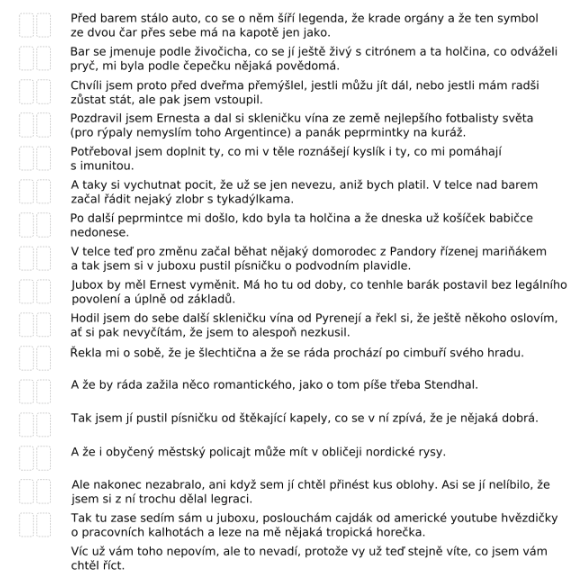 Před barem stálo auto, co se o něm šíří legenda, že krade orgány a že ten symbol
ze dvou čar přes sebe má na kapotě jen jako.
Bar se jmenuje podle živočicha, co se jí ještě živý s citrónem a ta holčina, co odváželi
pryč, mi byla podle čepečku nějaká povědomá.
Chvíli jsem proto před dveřma přemýšlel, jestli můžu jít dál, nebo jestli mám radši
zůstat stát, ale pak jsem vstoupil.
Pozdravil jsem Ernesta a dal si skleničku vína ze země nejlepšího fotbalisty světa
(pro rýpaly nemyslím toho Argentince) a panák peprmintky na kuráž.
Potřeboval jsem doplnit ty, co mi v těle roznášejí kyslík i ty, co mi pomáhají
s imunitou.
A taky si vychutnat pocit, že už se jen nevezu, aniž bych platil. V telce nad barem
začal řádit nejaký zlobr s tykadýlkama.
Po další peprmintce mi došlo, kdo byla ta holčina a že dneska už košíček babičce
nedonese.
V telce teď pro změnu začal běhat nějaký domorodec z Pandory řízenej mariňákem
a tak jsem si v juboxu pustil písničku o podvodním plavidle.
Jubox by měl Ernest vyměnit. Má ho tu od doby, co tenhle barák postavil bez legálního
povolení a úplně od základů.
Hodil jsem do sebe další skleničku vína od Pyrenejí a řekl si, že ještě někoho oslovím,
ať si pak nevyčítám, že jsem to alespoň nezkusil.
Řekla mi o sobě, že je šlechtična a že se ráda prochází po cimbuří svého hradu.
A že by ráda zažila něco romantického, jako o tom píše třeba Stendhal.
Tak jsem jí pustil písničku od štěkající kapely, co se v ní zpívá, že je nějaká dobrá.
A že i obyčený městský policajt může mít v obličeji nordické rysy.
Ale nakonec nezabralo, ani když sem jí chtěl přinést kus oblohy. Asi se jí nelíbilo, že
jsem si z ní trochu dělal legraci.
Tak tu zase sedím sám u juboxu, poslouchám cajdák od americké youtube hvězdičky
o pracovních kalhotách a leze na mě nějaká tropická horečka.
Víc už vám toho nepovím, ale to nevadí, protože vy už teď stejně víte, co jsem vám
chtěl říct.